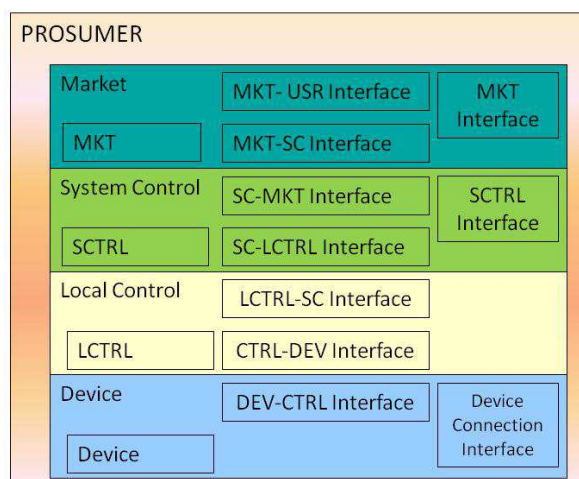 PROSUMER
Market
MKT- USR Interface
MKT
Interface
MKT
MKT-SC Interface
System Control
SC-MKT Interface
SCTRL
Interface
SCTRL
SC-LCTRL Interface
Local Control
LCTRL-SC Interface
LCTRL
CTRL-DEV Interface
Device
DEV-CTRL Interface
Device
Connection
Interface
Device